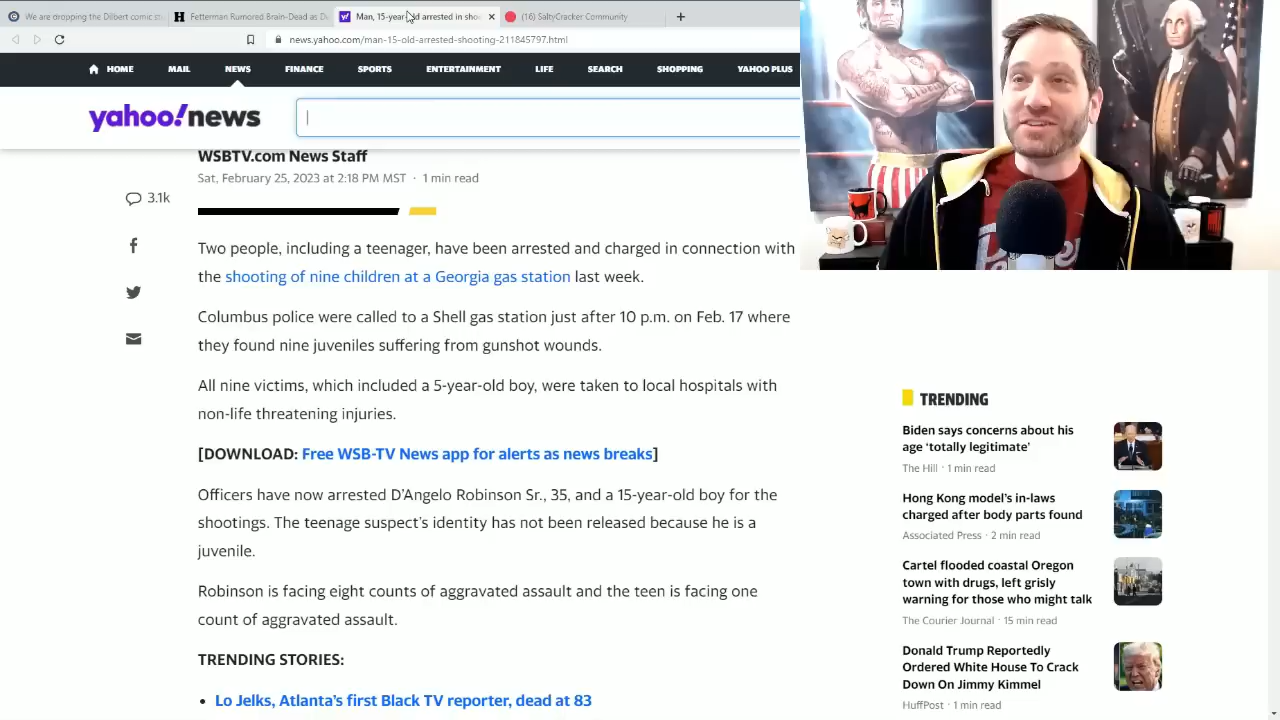 We are dropping the Dilbert comic st
Fetterman Rumored Brain-Dead as D
Man, 15-year-old arrested in shoo
(16) SaltyCracker Community
news.yahoo.com/man-15-old-arrested-shooting-211845797.html
HOME MAIL NEWS FINANCE SPORTS ENTERTAINMENT LIFE SEARCH SHOPPING YAHOO PLUS
yahoo!news
WSBTV.com News Staff
Sat, February 25, 2023 at 2:18 PM MST · 1 min read
3.1k
Two people, including a teenager, have been arrested and charged in connection with
the shooting of nine children at a Georgia gas station last week.
Columbus police were called to a Shell gas station just after 10 p.m. on Feb. 17 where
they found nine juveniles suffering from gunshot wounds.
All nine victims, which included a 5-year-old boy, were taken to local hospitals with
non-life threatening injuries.
[DOWNLOAD: Free WSB-TV News app for alerts as news breaks]
Officers have now arrested D’Angelo Robinson Sr., 35, and a 15-year-old boy for the
shootings. The teenage suspect’s identity has not been released because he is a
juvenile.
Robinson is facing eight counts of aggravated assault and the teen is facing one
count of aggravated assault.
TRENDING STORIES:
• Lo Jelks, Atlanta’s first Black TV reporter, dead at 83
TRENDING
Biden says concerns about his
age ‘totally legitimate’
The Hill · 1 min read
Hong Kong model’s in-laws
charged after body parts found
Associated Press · 2 min read
Cartel flooded coastal Oregon
town with drugs, left grisly
warning for those who might talk
The Courier Journal · 15 min read
Donald Trump Reportedly
Ordered White House To Crack
Down On Jimmy Kimmel
HuffPost · 1 min read